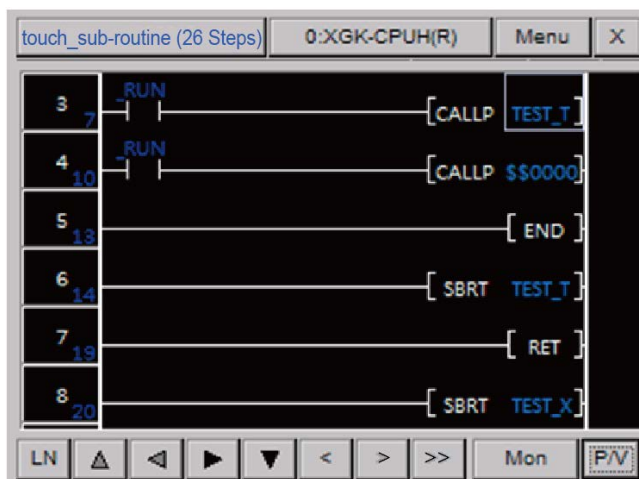 touch_sub-routine (26 Steps) 0:XGK-CPUH(R) Menu X
3 7 _RUN CALLP TEST_T
4 10 _RUN CALLP $$0000
5 13 END
6 14 SBRT TEST_T
7 19 RET
8 20 SBRT TEST_X
LN < > >> Mon P/V